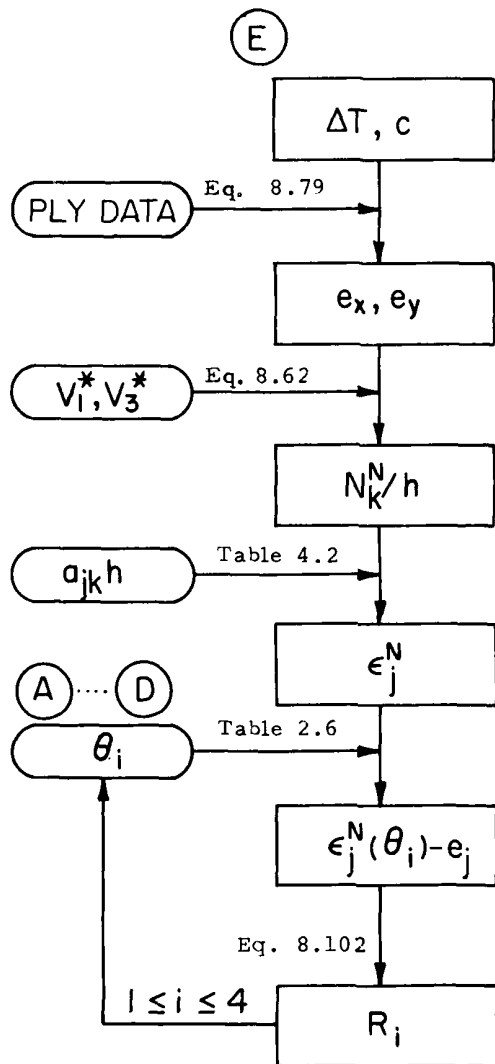 E
ΔT, c
Eq. 8.79
PLY DATA
e_x, e_y
Eq. 8.62
V_1^*, V_3^*
N_k^N/h
Table 4.2
a_jk h
ϵ_j^N
A ···· D
Table 2.6
θ_i
ϵ_j^N(θ_i)-e_j
Eq. 8.102
1 ≤ i ≤ 4
R_i